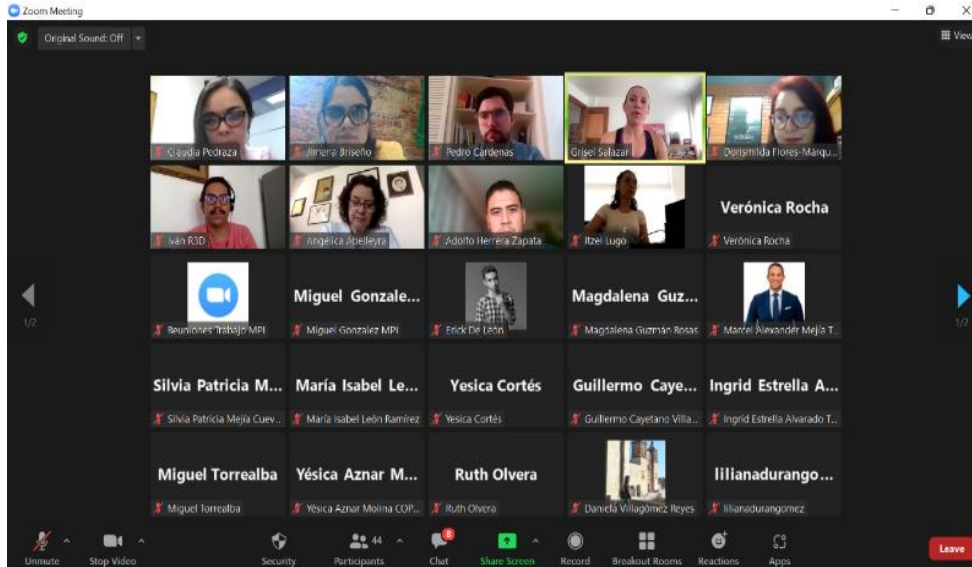 Zoom Meeting
Original Sound: Off
View
Claudia Pedraza
Jimena Briseño
Pedro Cárdenas
Grisel Salazar
Dorismilda Flores-Márqu...
Iván R3D
Angélica Abelleyra
Adolfo Herrera Zapata
Itzel Lugo
Verónica Rocha
Verónica Rocha
Reuniones Trabajo MPI
Miguel Gonzale...
Miguel Gonzalez MPI
Erick De León
Magdalena Guz...
Magdalena Guzmán Rosas
Marcel Alexander Mejía T...
1/2
1/2
Silvia Patricia M...
Silvia Patricia Mejía Cuev...
María Isabel Le...
María Isabel León Ramírez
Yesica Cortés
Yesica Cortés
Guillermo Caye...
Guillermo Cayetano Villa...
Ingrid Estrella A...
Ingrid Estrella Alvarado T...
Miguel Torrealba
Miguel Torrealba
Yésica Aznar M...
Yésica Aznar Molina COP...
Ruth Olvera
Ruth Olvera
Daniela Villagómez Reyes
lilianadurango...
lilianadurangomez
Unmute
Stop Video
Security
44
Participants
8
Chat
Share Screen
Record
Breakout Rooms
Reactions
Apps
Leave